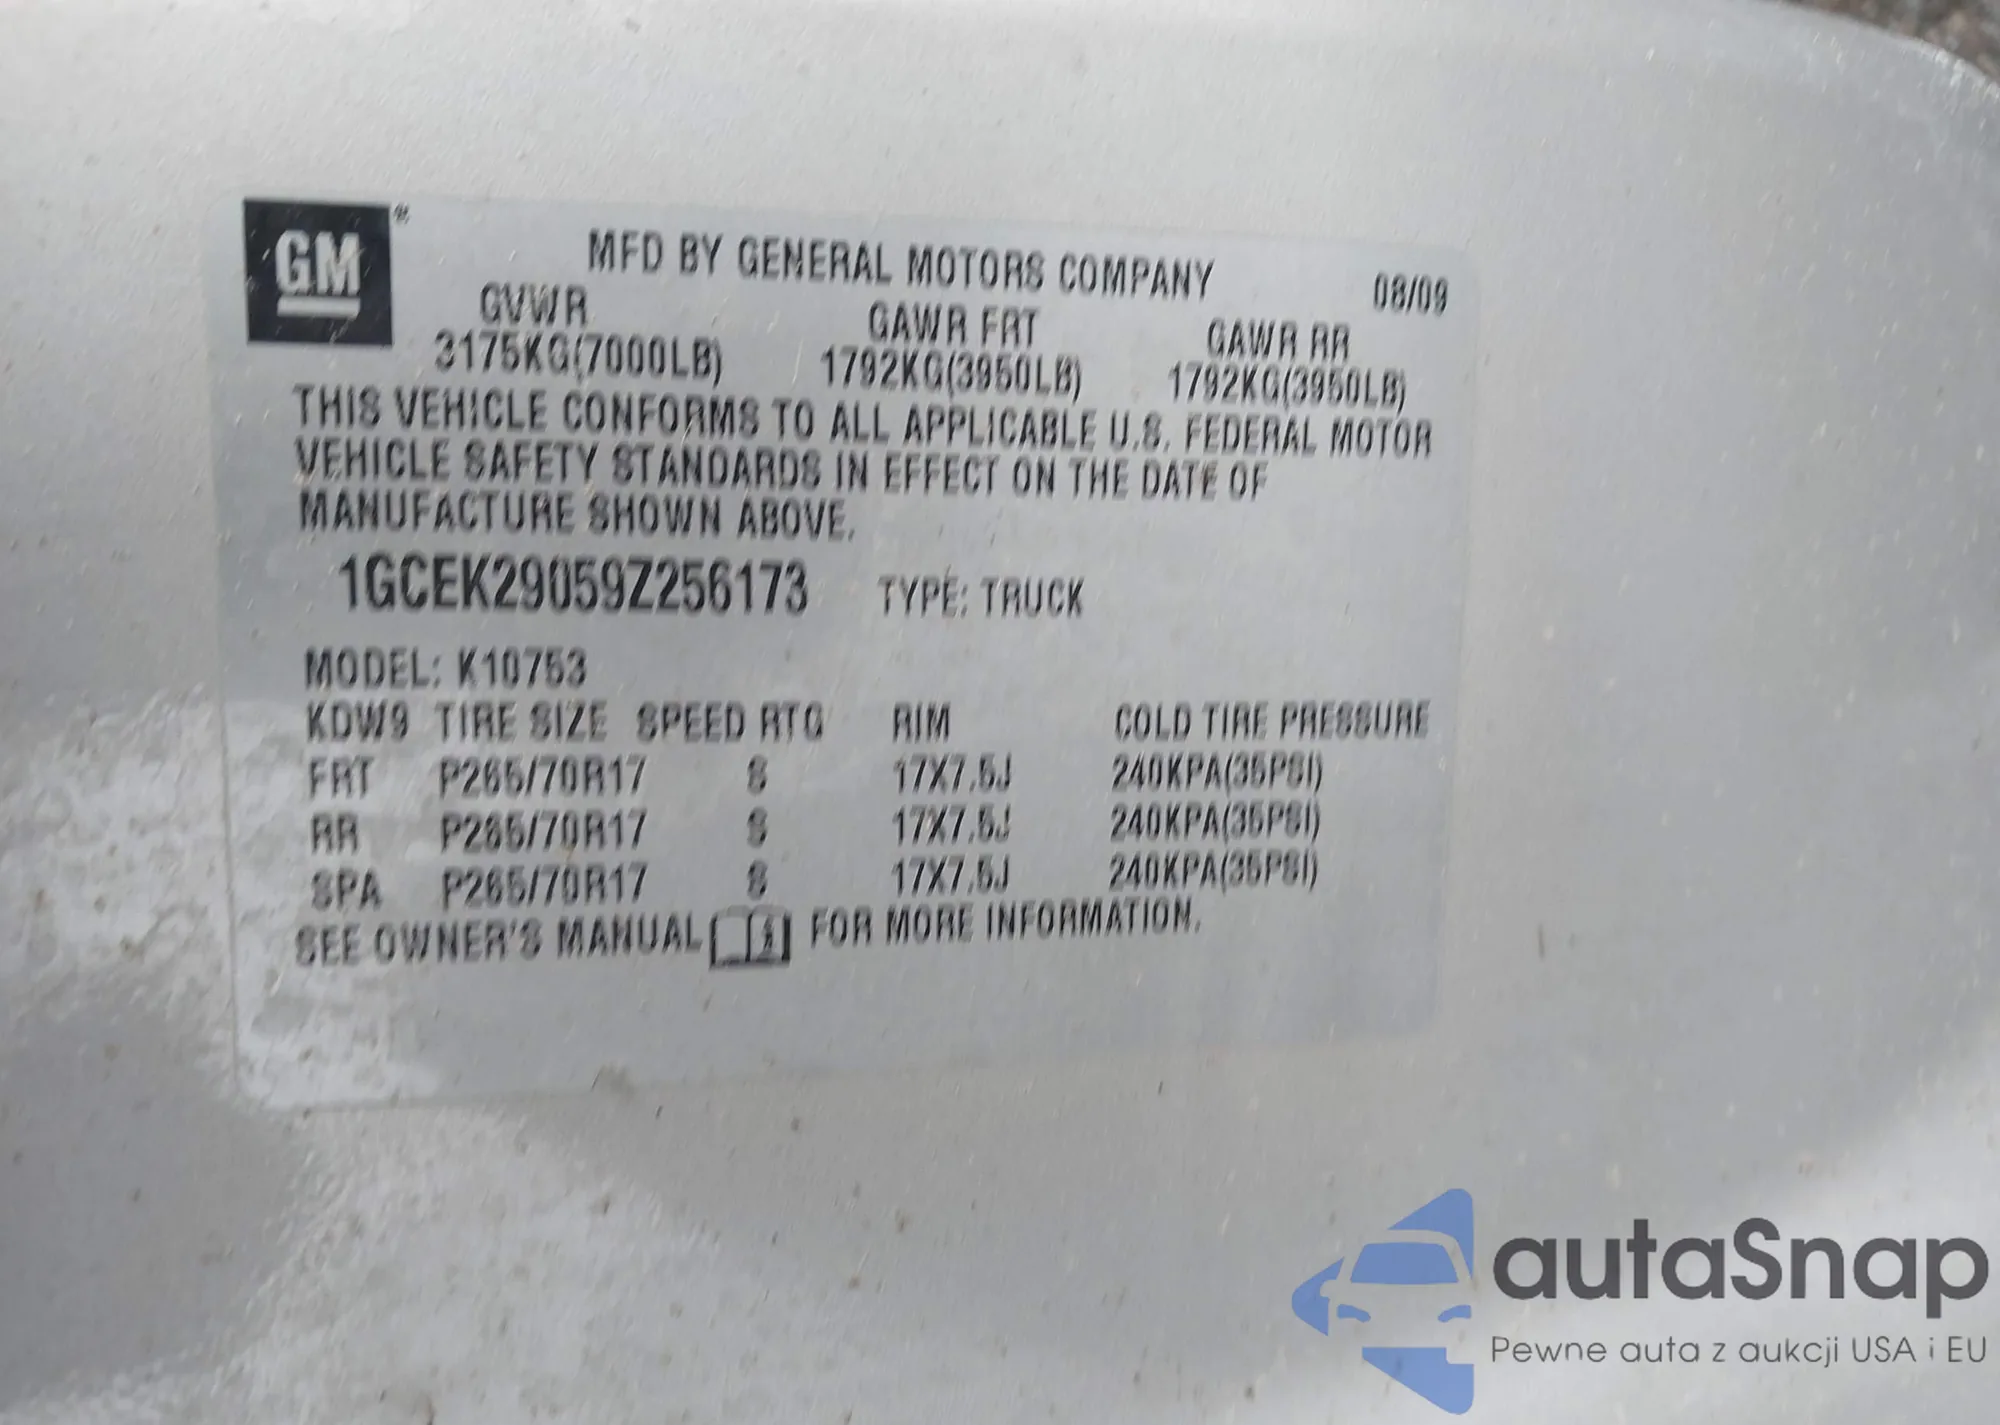 GM®
MFD BY GENERAL MOTORS COMPANY 08/09
GVWR GAWR FRT GAWR RR
3175KG(7000LB) 1792KG(3950LB) 1792KG(3950LB)
THIS VEHICLE CONFORMS TO ALL APPLICABLE U.S. FEDERAL MOTOR
VEHICLE SAFETY STANDARDS IN EFFECT ON THE DATE OF
MANUFACTURE SHOWN ABOVE.
1GCEK29059Z256173 TYPE: TRUCK
MODEL: K10753
KDW9 TIRE SIZE SPEED RTG RIM COLD TIRE PRESSURE
FRT P265/70R17 S 17X7.5J 240KPA(35PSI)
RR P265/70R17 S 17X7.5J 240KPA(35PSI)
SPA P265/70R17 S 17X7.5J 240KPA(35PSI)
SEE OWNER'S MANUAL FOR MORE INFORMATION.
autaSnap
Pewne auta z aukcji USA i EU